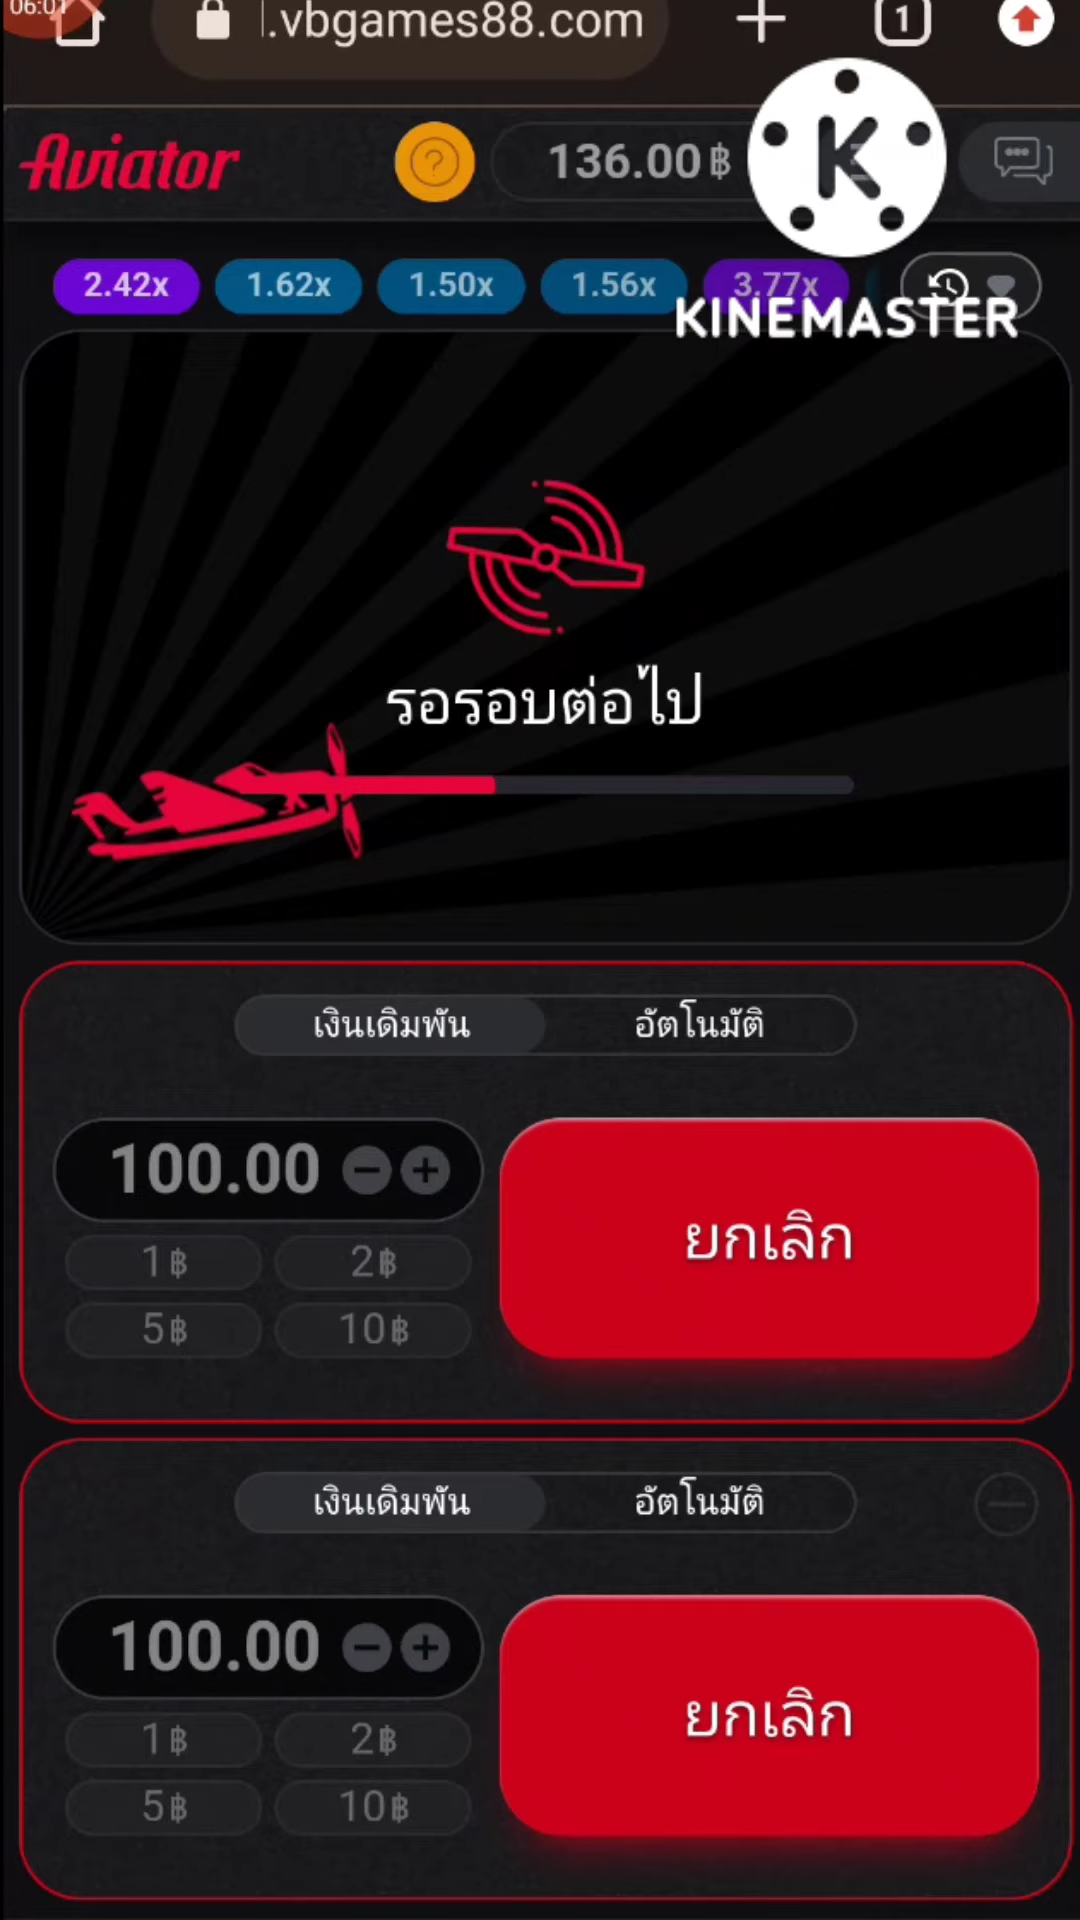 06:01
.vbgames88.com
1
Aviator
?
136.00฿
K
2.42x
1.62x
1.50x
1.56x
3.77x
KINEMASTER
รอรอบต่อไป
เงินเดิมพัน
อัตโนมัติ
100.00
ยกเลิก
1฿
2฿
5฿
10฿
เงินเดิมพัน
อัตโนมัติ
100.00
ยกเลิก
1฿
2฿
5฿
10฿